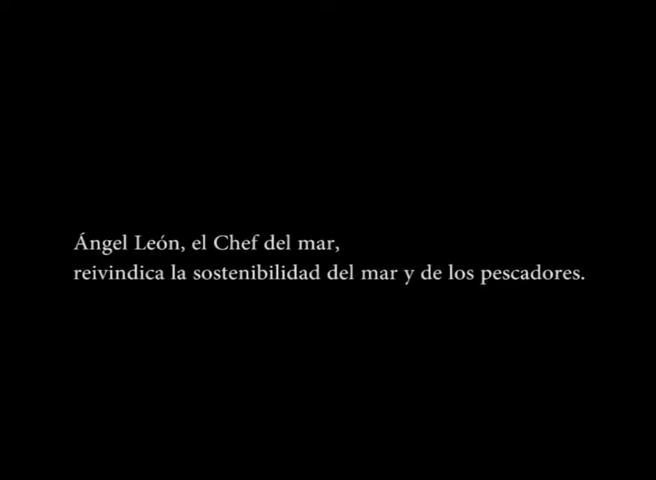 Ángel León, el Chef del mar,
reivindica la sostenibilidad del mar y de los pescadores.